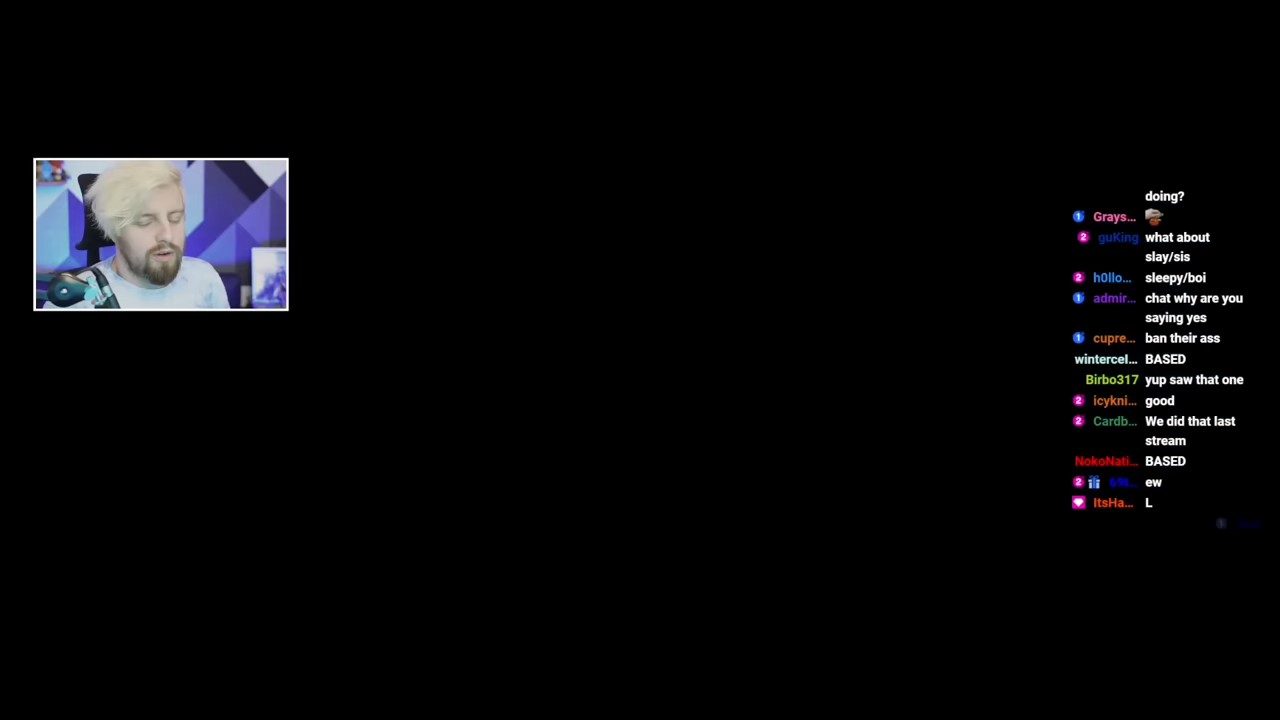 doing?
Grays...
guKing what about
slay/sis
h0llo... sleepy/boi
admir... chat why are you
saying yes
cupre... ban their ass
wintercel... BASED
Birbo317 yup saw that one
icykni... good
Cardb... We did that last
stream
NokoNati... BASED
ew
ItsHa... L